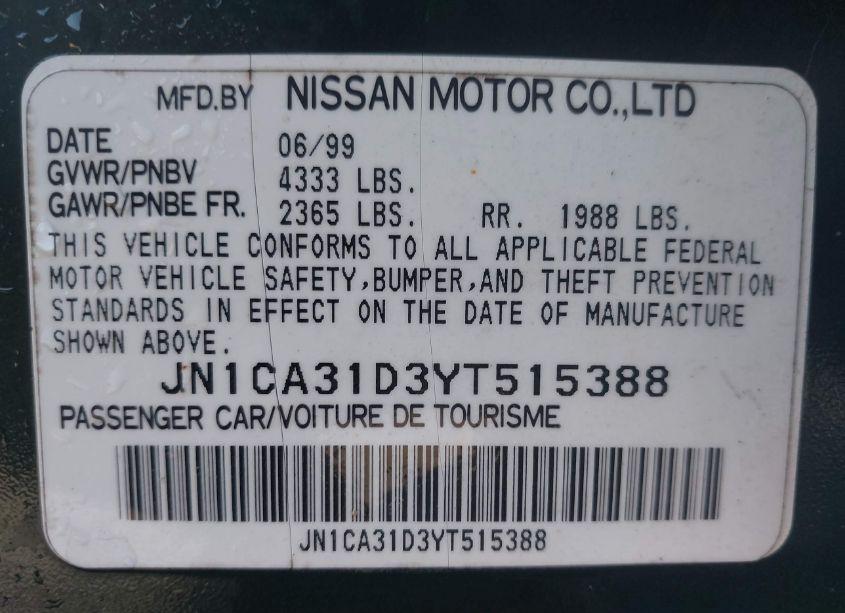 MFD.BY NISSAN MOTOR CO.,LTD
DATE 06/99
GVWR/PNBV 4333 LBS.
GAWR/PNBE FR. 2365 LBS. RR. 1988 LBS.
THIS VEHICLE CONFORMS TO ALL APPLICABLE FEDERAL
MOTOR VEHICLE SAFETY,BUMPER,AND THEFT PREVENTION
STANDARDS IN EFFECT ON THE DATE OF MANUFACTURE
SHOWN ABOVE.
JN1CA31D3YT515388
PASSENGER CAR/VOITURE DE TOURISME
JN1CA31D3YT515388